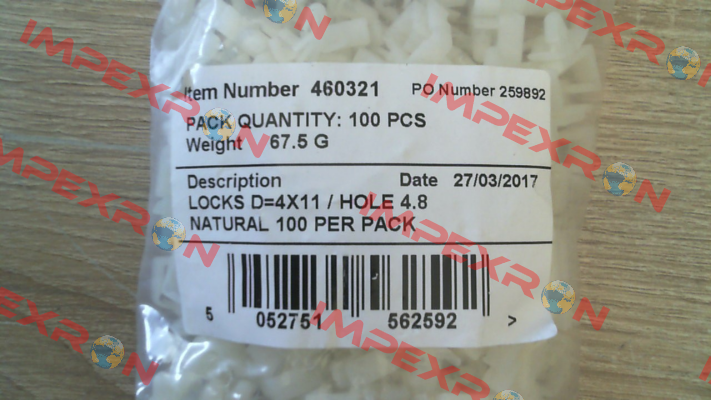 Item Number 460321 PO Number 259892
PACK QUANTITY: 100 PCS
Weight 67.5 G
Description Date 27/03/2017
LOCKS D=4X11 / HOLE 4.8
NATURAL 100 PER PACK
5 052751 562592 >
IMPEXRON
IMPEXRON
IMPEXRON
IMPEXRON
IMPEXRON
IMPEXRON